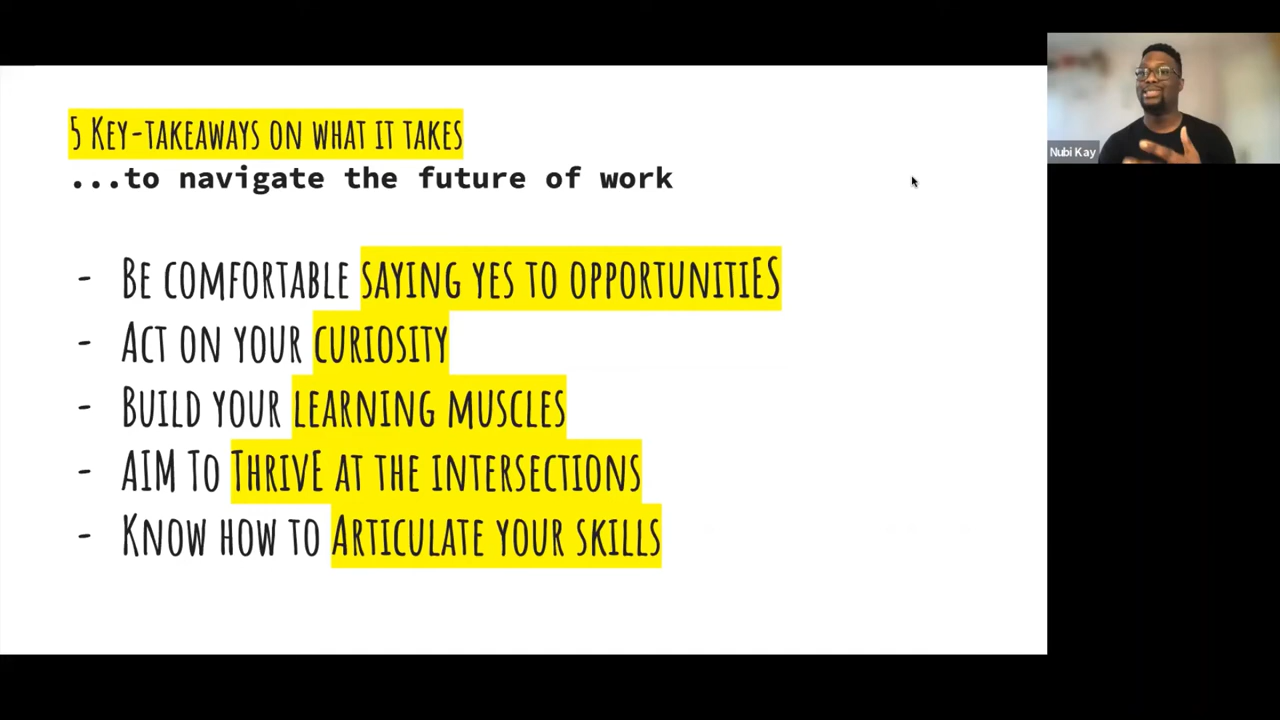 5 Key-takeaways on what it takes
...to navigate the future of work
- Be comfortable saying yes to opportunities
- Act on your curiosity
- Build your learning muscles
- AIM To Thrive at the intersections
- Know how to Articulate your skills
Nubi Kay